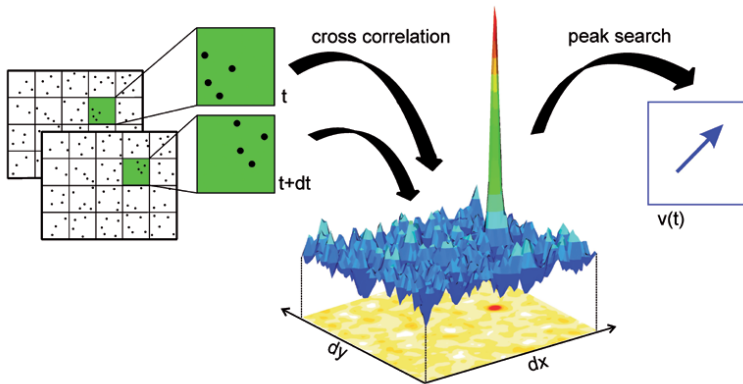 cross correlation
peak search
t
t+dt
v(t)
dy
dx